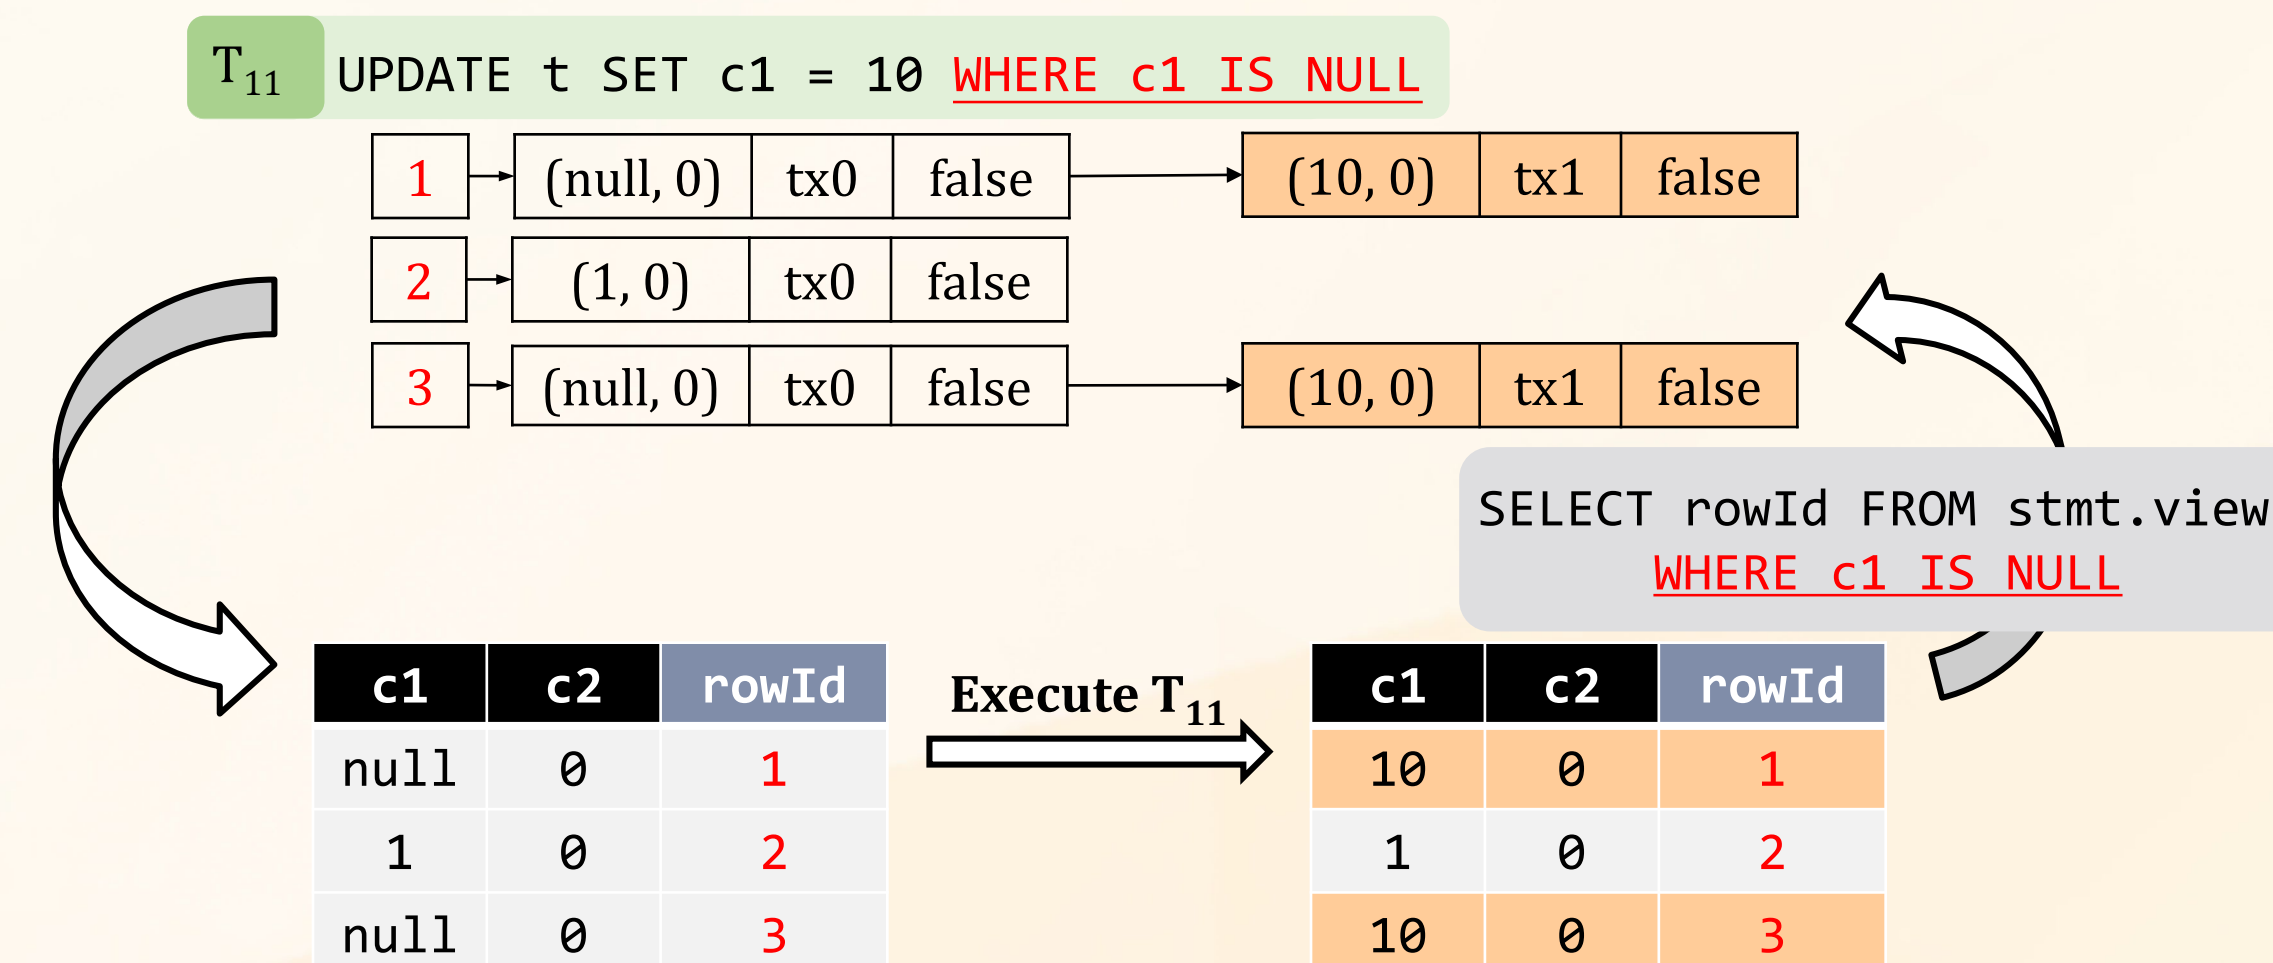 T11 UPDATE t SET c1 = 10 WHERE c1 IS NULL
1 (null, 0) tx0 false (10, 0) tx1 false
2 (1, 0) tx0 false
3 (null, 0) tx0 false (10, 0) tx1 false
SELECT rowId FROM stmt.view
WHERE c1 IS NULL
c1 c2 rowId
null 0 1
1 0 2
null 0 3
Execute T11
c1 c2 rowId
10 0 1
1 0 2
10 0 3